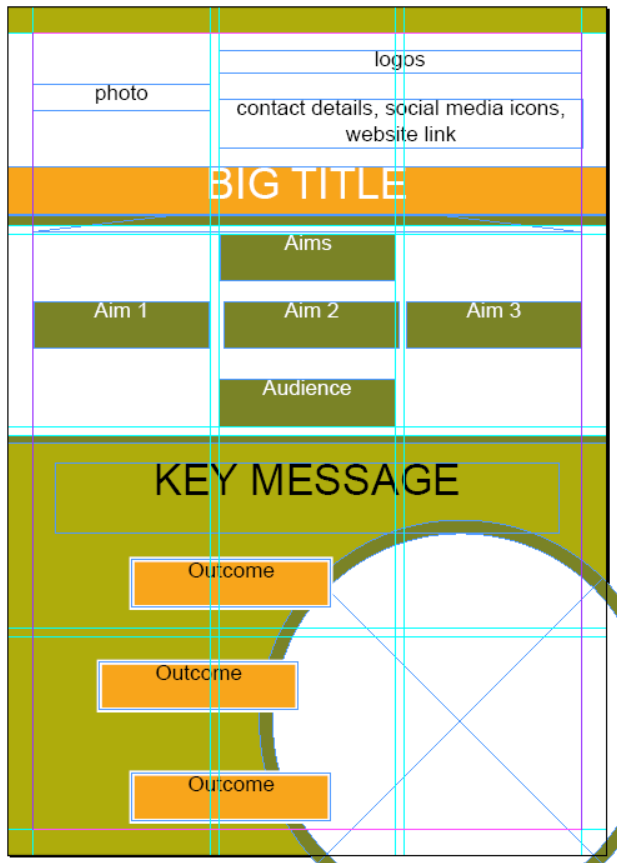 logos
photo
contact details, social media icons,
website link
BIG TITLE
Aims
Aim 1
Aim 2
Aim 3
Audience
KEY MESSAGE
Outcome
Outcome
Outcome